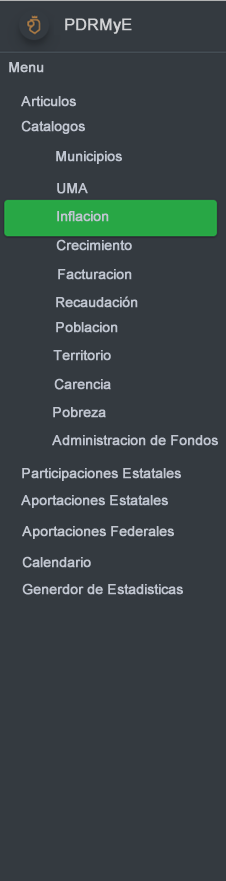 PDRMyE
Menu
Articulos
Catalogos
Municipios
UMA
Inflacion
Crecimiento
Facturacion
Recaudación
Poblacion
Territorio
Carencia
Pobreza
Administracion de Fondos
Participaciones Estatales
Aportaciones Estatales
Aportaciones Federales
Calendario
Generdor de Estadisticas